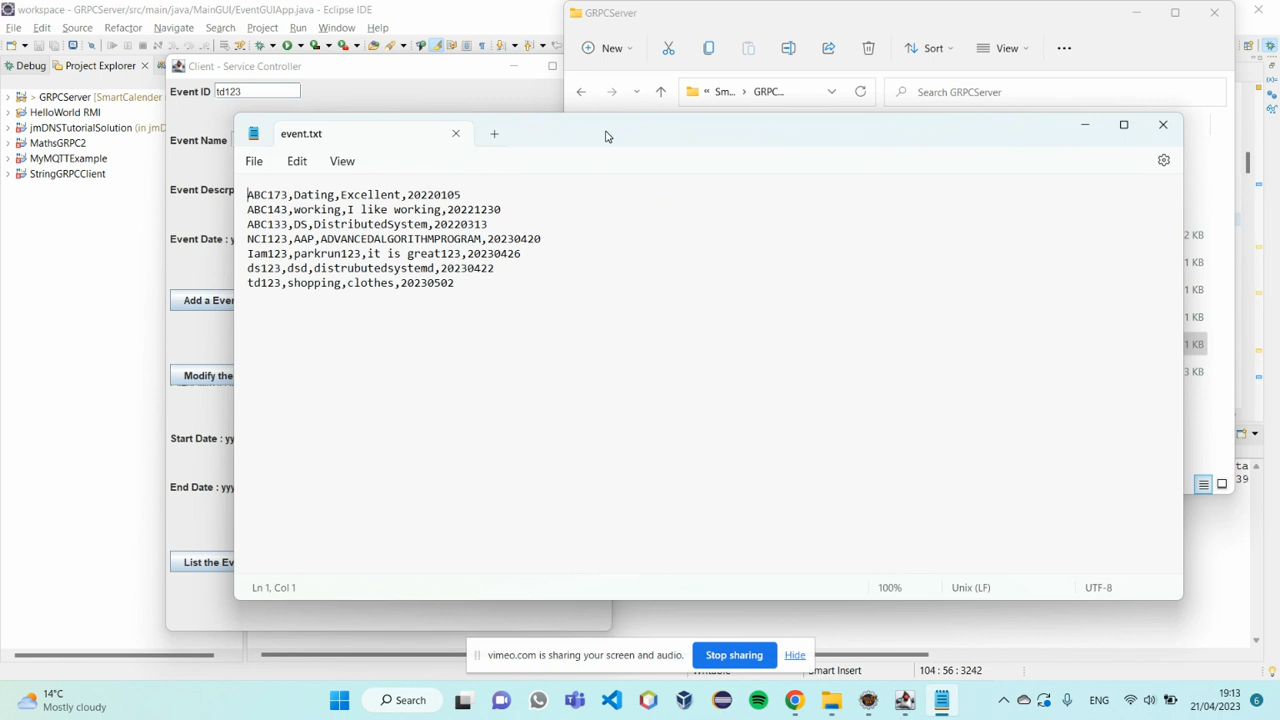 workspace - GRPCServer/src/main/java/MainGUI/EventGUIApp.java - Eclipse IDE
File Edit Source Refactor Navigate Search Project Run Window Help
Debug Project Explorer
GRPCServer [SmartCalender
HelloWorld RMI
jmDNSTutorialSolution (in jmD
MathsGRPC2
MyMQTTExample
StringGRPCClient
Client - Service Controller
Event ID td123
Event Name
Event Descrp
Event Date : y
Add a Even
Modify the
Start Date : yy
End Date : yyy
List the Ev
GRPCServer
New Sort View
« Sm... > GRPC... Search GRPCServer
2 KB
1 KB
1 KB
1 KB
1 KB
3 KB
event.txt
File Edit View
ABC173,Dating,Excellent,20220105
ABC143,working,I like working,20221230
ABC133,DS,DistributedSystem,20220313
NCI123,AAP,ADVANCEDALGORITHMPROGRAM,20230420
Iam123,parkrun123,it is great123,20230426
ds123,dsd,distrubutedsystemd,20230422
td123,shopping,clothes,20230502
Ln 1, Col 1 100% Unix (LF) UTF-8
ta
39
vimeo.com is sharing your screen and audio. Stop sharing Hide
Smart Insert 104 : 56 : 3242
14°C
Mostly cloudy
Search
ENG
19:13
21/04/2023
6